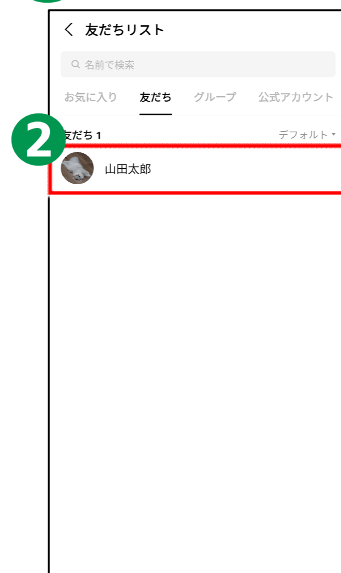 友だちリスト
名前で検索
お気に入り 友だち グループ 公式アカウント
2
友だち 1 デフォルト
山田太郎